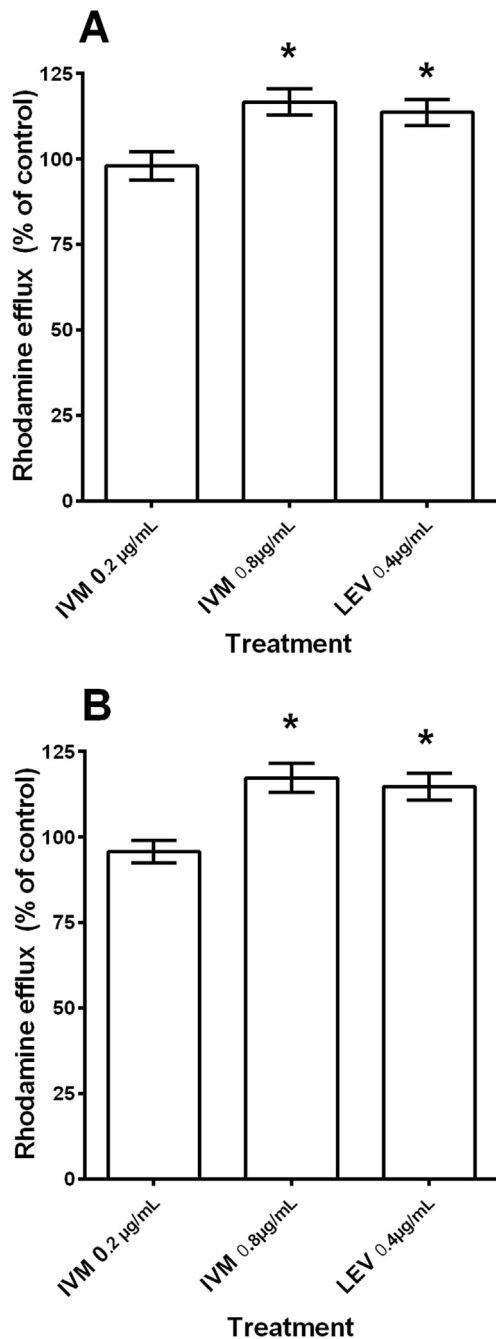 A
*
*
Rhodamine efflux (% of control)
125
100
75
50
25
0
IVM 0.2 µg/mL
IVM 0.8µg/mL
LEV 0.4µg/mL
Treatment
B
*
*
Rhodamine efflux (% of control)
125
100
75
50
25
0
IVM 0.2 µg/mL
IVM 0.8µg/mL
LEV 0.4µg/mL
Treatment